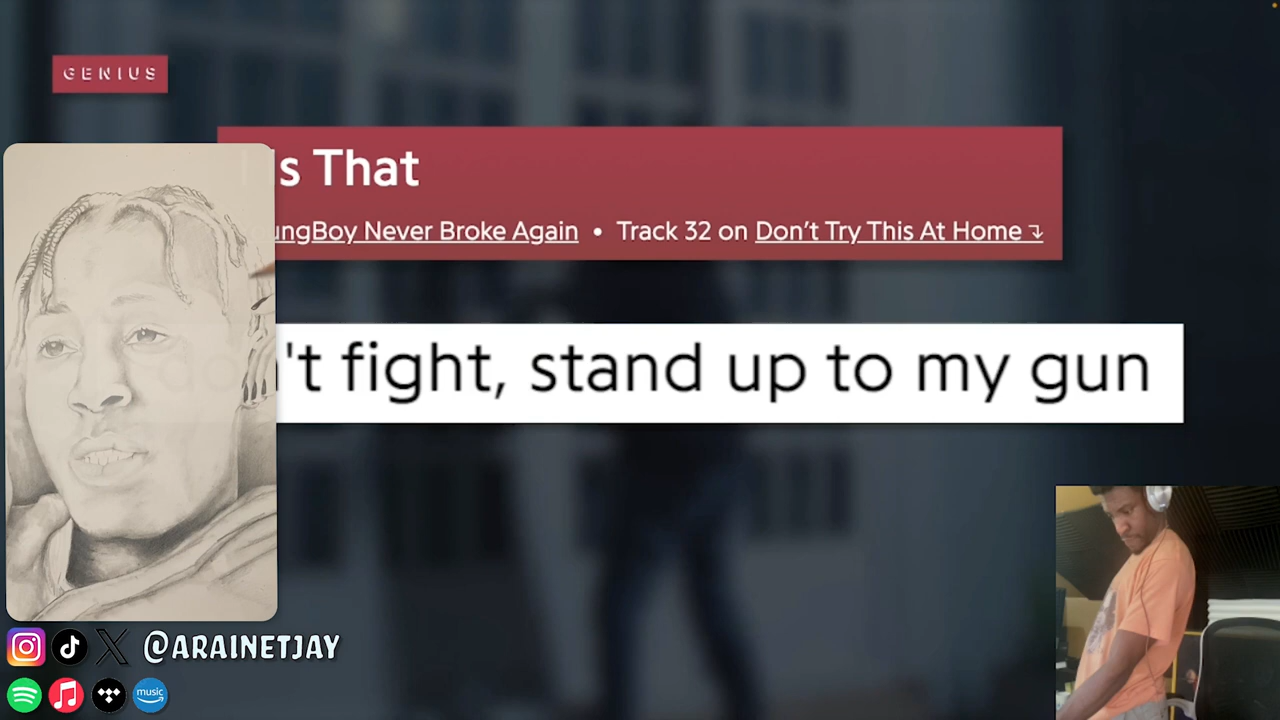 GENIUS
s That
ungBoy Never Broke Again • Track 32 on Don't Try This At Home
't fight, stand up to my gun
@ARAINETJAY
music